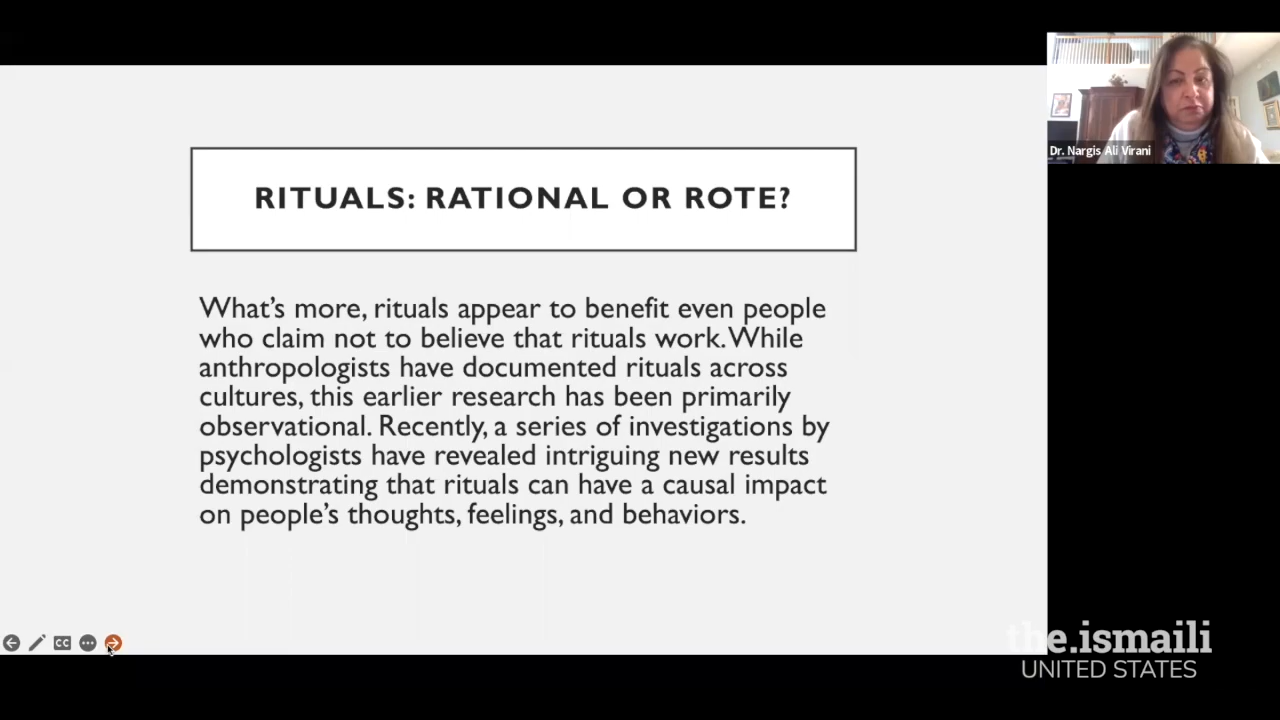 RITUALS: RATIONAL OR ROTE?
What's more, rituals appear to benefit even people
who claim not to believe that rituals work. While
anthropologists have documented rituals across
cultures, this earlier research has been primarily
observational. Recently, a series of investigations by
psychologists have revealed intriguing new results
demonstrating that rituals can have a causal impact
on people's thoughts, feelings, and behaviors.
Dr. Nargis Ali Virani
CC
the.ismaili
UNITED STATES